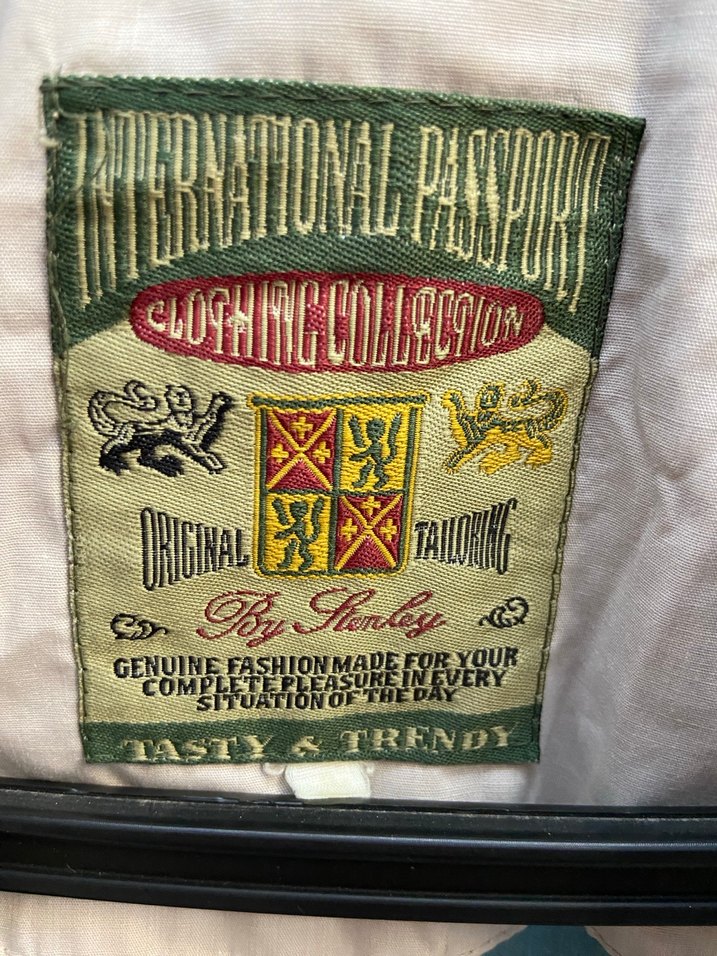 INTERNATIONAL PASSPORT
CLOTHING COLLECTION
ORIGINAL TAILORING
By Stenley
GENUINE FASHION MADE FOR YOUR
COMPLETE PLEASURE IN EVERY
SITUATION OF THE DAY
TASTY & TRENDY